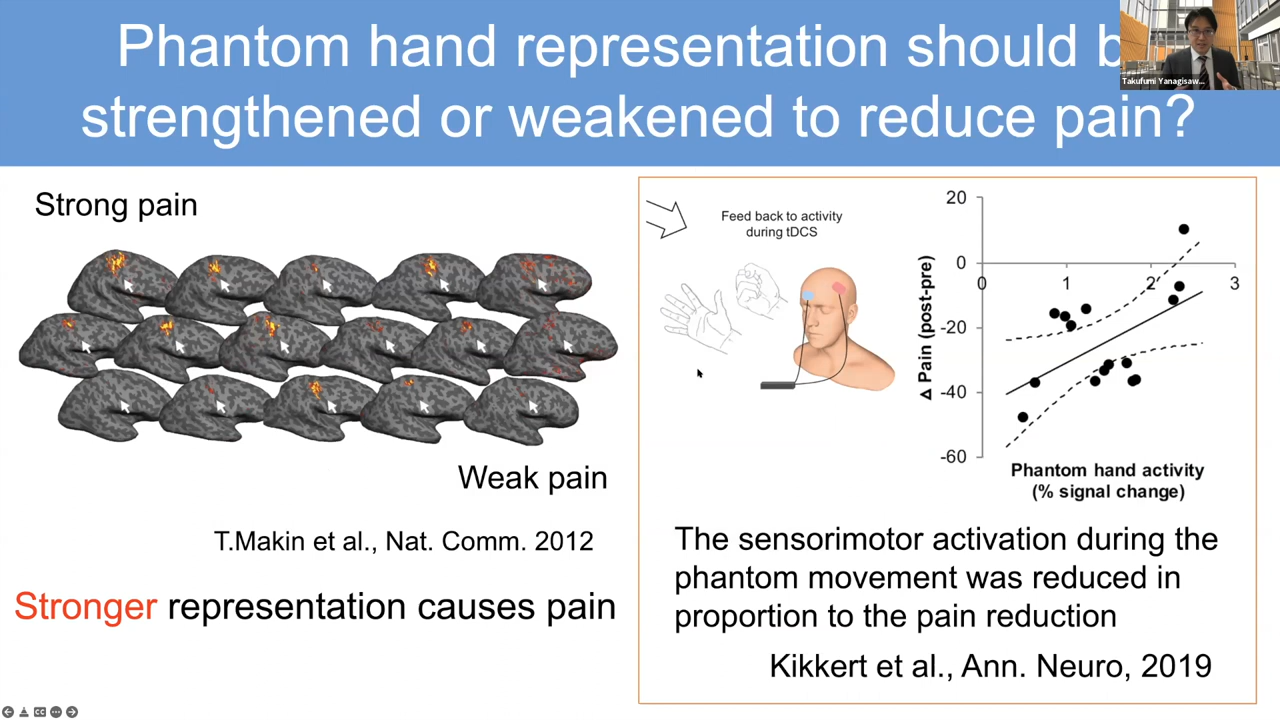 Phantom hand representation should b
strengthened or weakened to reduce pain?
Takufumi Yanagisaw...
Strong pain
Weak pain
T.Makin et al., Nat. Comm. 2012
Stronger representation causes pain
Feed back to activity
during tDCS
Δ Pain (post-pre)
20
0
-20
-40
-60
0
1
2
3
Phantom hand activity
(% signal change)
The sensorimotor activation during the
phantom movement was reduced in
proportion to the pain reduction
Kikkert et al., Ann. Neuro, 2019